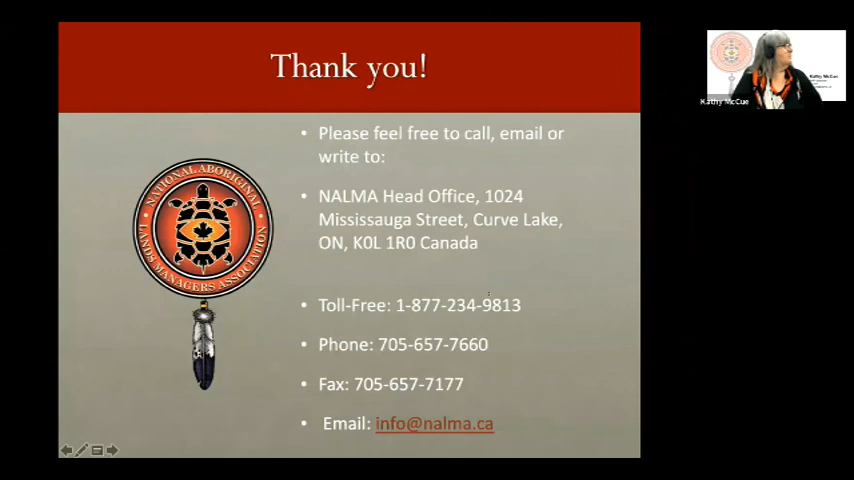 Thank you!
Please feel free to call, email or
write to:
NALMA Head Office, 1024
Mississauga Street, Curve Lake,
ON, K0L 1R0 Canada
Toll-Free: 1-877-234-9813
Phone: 705-657-7660
Fax: 705-657-7177
Email: info@nalma.ca
NATIONAL ABORIGINAL
LANDS MANAGERS ASSOCIATION
Kathy McCue
Kathy McCue